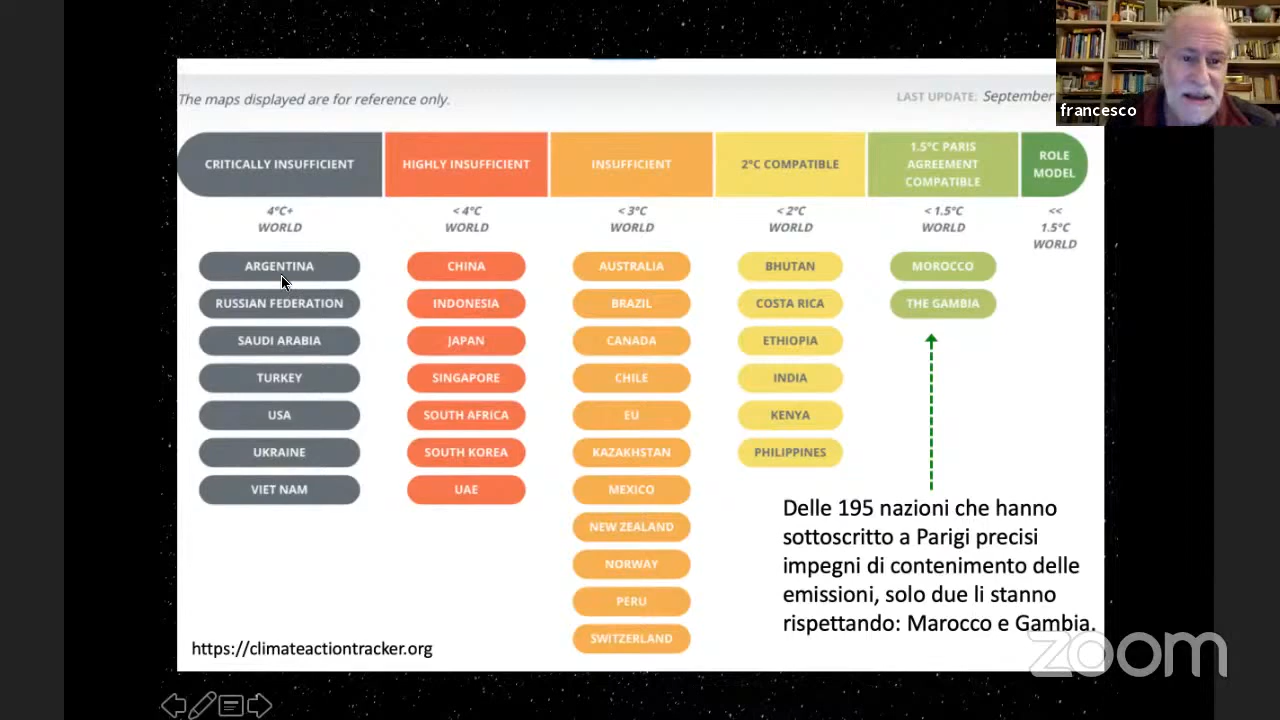 francesco
The maps displayed are for reference only.
LAST UPDATE: September
CRITICALLY INSUFFICIENT
HIGHLY INSUFFICIENT
INSUFFICIENT
2°C COMPATIBLE
1.5°C PARIS
AGREEMENT
COMPATIBLE
ROLE
MODEL
4°C+
WORLD
< 4°C
WORLD
< 3°C
WORLD
< 2°C
WORLD
< 1.5°C
WORLD
<<
1.5°C
WORLD
ARGENTINA
RUSSIAN FEDERATION
SAUDI ARABIA
TURKEY
USA
UKRAINE
VIET NAM
CHINA
INDONESIA
JAPAN
SINGAPORE
SOUTH AFRICA
SOUTH KOREA
UAE
AUSTRALIA
BRAZIL
CANADA
CHILE
EU
KAZAKHSTAN
MEXICO
NEW ZEALAND
NORWAY
PERU
SWITZERLAND
BHUTAN
COSTA RICA
ETHIOPIA
INDIA
KENYA
PHILIPPINES
MOROCCO
THE GAMBIA
Delle 195 nazioni che hanno
sottoscritto a Parigi precisi
impegni di contenimento delle
emissioni, solo due li stanno
rispettando: Marocco e Gambia.
https://climateactiontracker.org
zoom